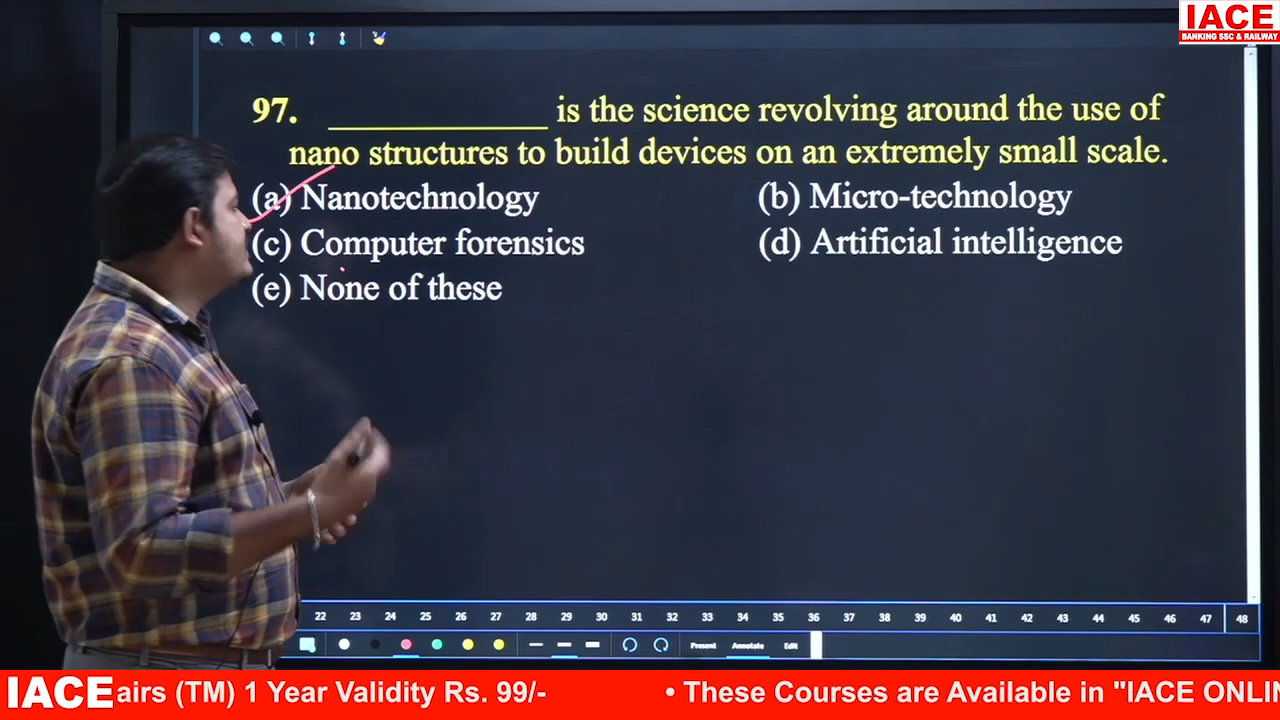 IACE
BANKING SSC & RAILWAY
97. ______________ is the science revolving around the use of
nano structures to build devices on an extremely small scale.
(a) Nanotechnology (b) Micro-technology
(c) Computer forensics (d) Artificial intelligence
(e) None of these
22 23 24 25 26 27 28 29 30 31 32 33 34 35 36 37 38 39 40 41 42 43 44 45 46 47 48
Present Annotate Edit
IACE airs (TM) 1 Year Validity Rs. 99/- • These Courses are Available in "IACE ONLIN